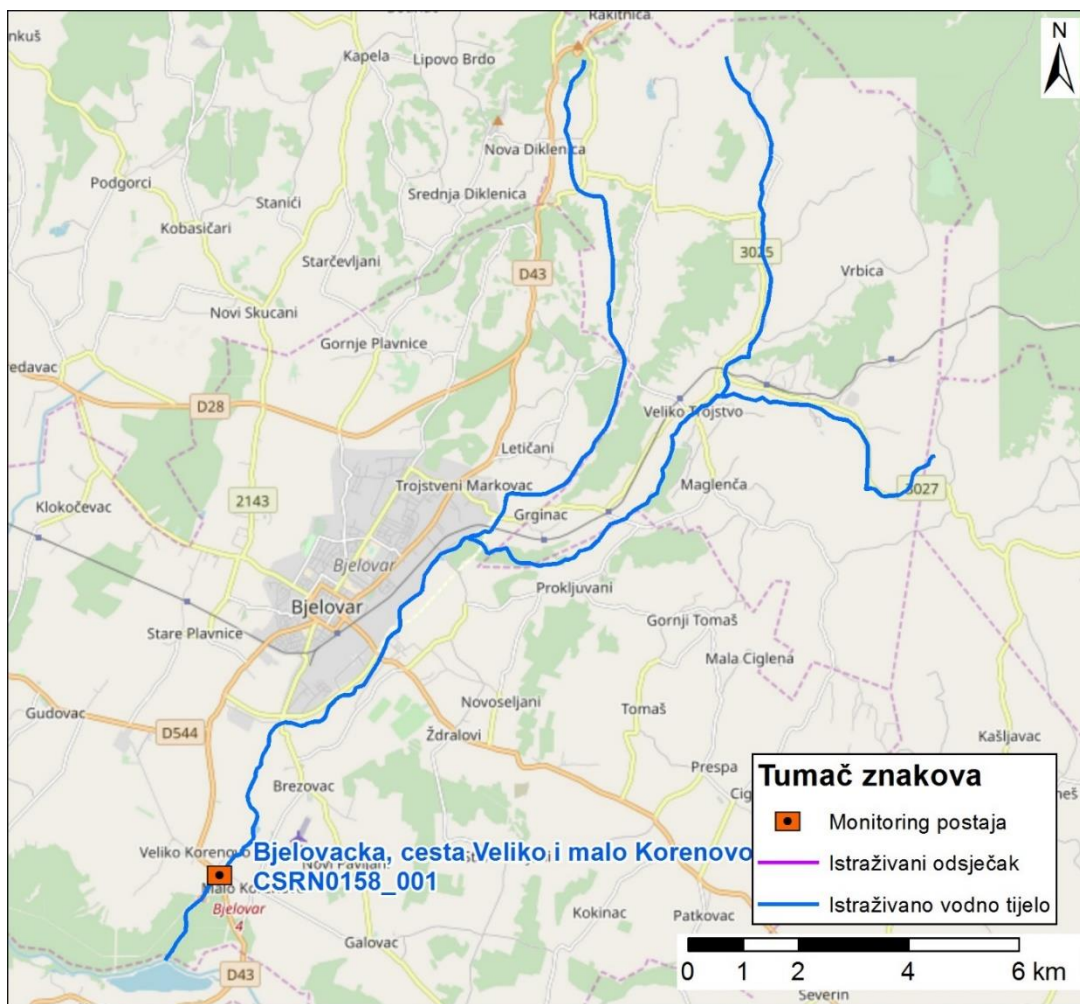 Rakitnica
N
Kapela
Lipovo Brdo
Nova Diklenica
Podgorci
Srednja Diklenica
Stanići
Kobasičari
Starčevljani
D43
3025
Vrbica
Novi Skucani
Gornje Plavnice
D28
Veliko Trojstvo
Letičani
Trojstveni Markovac
Maglenča
3027
2143
Klokočevac
Grginac
Bjelovar
Prokljuvani
Bjelovar
Stare Plavnice
Gornji Tomaš
Mala Ciglena
Novoseljani
Tomaš
Gudovac
D544
Ždralovi
Kašljavac
Prespa
Brezovac
Tumač znakova
Monitoring postaja
Istraživani odsječak
Istraživano vodno tijelo
Veliko Korenovo
Bjelovacka, cesta Veliko i malo Korenovo
CSRN0158_001
Bjelovar
4
Kokinac
Patkovac
Galovac
D43
0 1 2 4 6 km
Severin